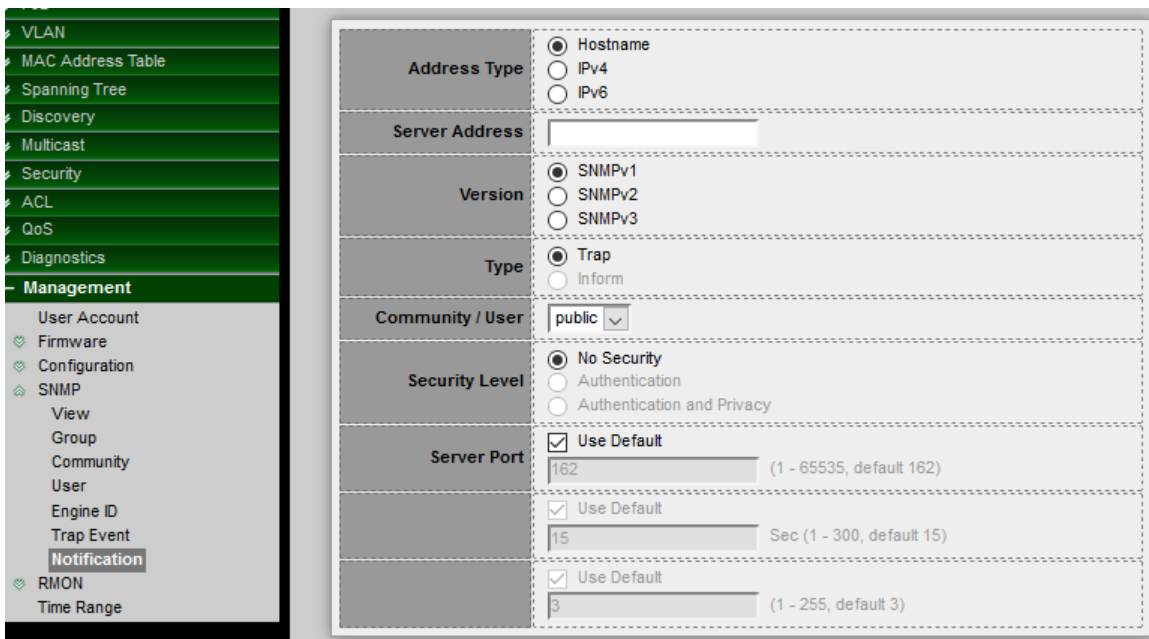 VLAN
MAC Address Table
Spanning Tree
Discovery
Multicast
Security
ACL
QoS
Diagnostics
Management
User Account
Firmware
Configuration
SNMP
View
Group
Community
User
Engine ID
Trap Event
Notification
RMON
Time Range
Address Type
Hostname
IPv4
IPv6
Server Address
Version
SNMPv1
SNMPv2
SNMPv3
Type
Trap
Inform
Community / User
public
Security Level
No Security
Authentication
Authentication and Privacy
Server Port
Use Default
162 (1 - 65535, default 162)
Use Default
15 Sec (1 - 300, default 15)
Use Default
3 (1 - 255, default 3)